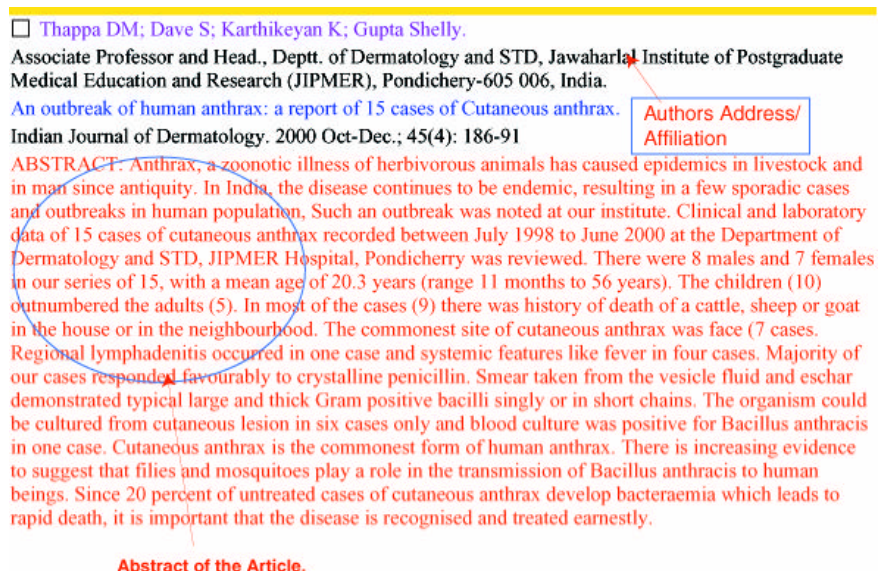 Thappa DM; Dave S; Karthikeyan K; Gupta Shelly.
Associate Professor and Head., Deptt. of Dermatology and STD, Jawaharlal Institute of Postgraduate
Medical Education and Research (JIPMER), Pondichery-605 006, India.
An outbreak of human anthrax: a report of 15 cases of Cutaneous anthrax.
Indian Journal of Dermatology. 2000 Oct-Dec.; 45(4): 186-91
Authors Address/
Affiliation
ABSTRACT: Anthrax, a zoonotic illness of herbivorous animals has caused epidemics in livestock and
in man since antiquity. In India, the disease continues to be endemic, resulting in a few sporadic cases
and outbreaks in human population, Such an outbreak was noted at our institute. Clinical and laboratory
data of 15 cases of cutaneous anthrax recorded between July 1998 to June 2000 at the Department of
Dermatology and STD, JIPMER Hospital, Pondicherry was reviewed. There were 8 males and 7 females
in our series of 15, with a mean age of 20.3 years (range 11 months to 56 years). The children (10)
outnumbered the adults (5). In most of the cases (9) there was history of death of a cattle, sheep or goat
in the house or in the neighbourhood. The commonest site of cutaneous anthrax was face (7 cases.
Regional lymphadenitis occurred in one case and systemic features like fever in four cases. Majority of
our cases responded favourably to crystalline penicillin. Smear taken from the vesicle fluid and eschar
demonstrated typical large and thick Gram positive bacilli singly or in short chains. The organism could
be cultured from cutaneous lesion in six cases only and blood culture was positive for Bacillus anthracis
in one case. Cutaneous anthrax is the commonest form of human anthrax. There is increasing evidence
to suggest that filies and mosquitoes play a role in the transmission of Bacillus anthracis to human
beings. Since 20 percent of untreated cases of cutaneous anthrax develop bacteraemia which leads to
rapid death, it is important that the disease is recognised and treated earnestly.
Abstract of the Article.